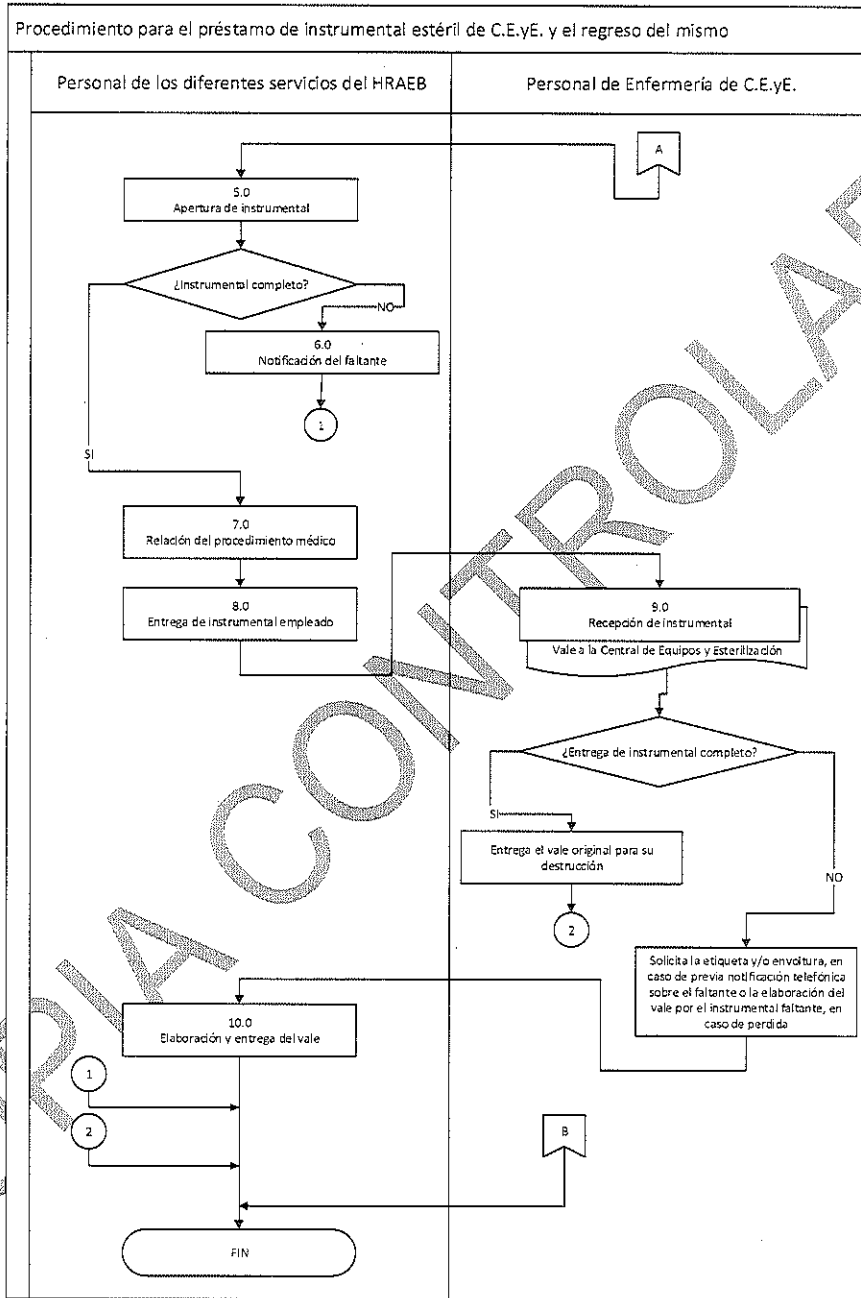 Procedimiento para el préstamo de instrumental estéril de C.E.yE. y el regreso del mismo
Personal de los diferentes servicios del HRAEB
Personal de Enfermería de C.E.yE.
A
5.0
Apertura de instrumental
¿Instrumental completo?
NO
6.0
Notificación del faltante
1
SI
7.0
Relación del procedimiento médico
8.0
Entrega de instrumental empleado
9.0
Recepción de instrumental
Vale a la Central de Equipos y Esterilización
¿Entrega de instrumental completo?
SI
Entrega el vale original para su
destrucción
NO
2
Solicita la etiqueta y/o envoltura, en
caso de previa notificación telefónica
sobre el faltante o la elaboración del
vale por el instrumental faltante, en
caso de perdida
10.0
Elaboración y entrega del vale
1
2
B
FIN
RIA CONTROLA